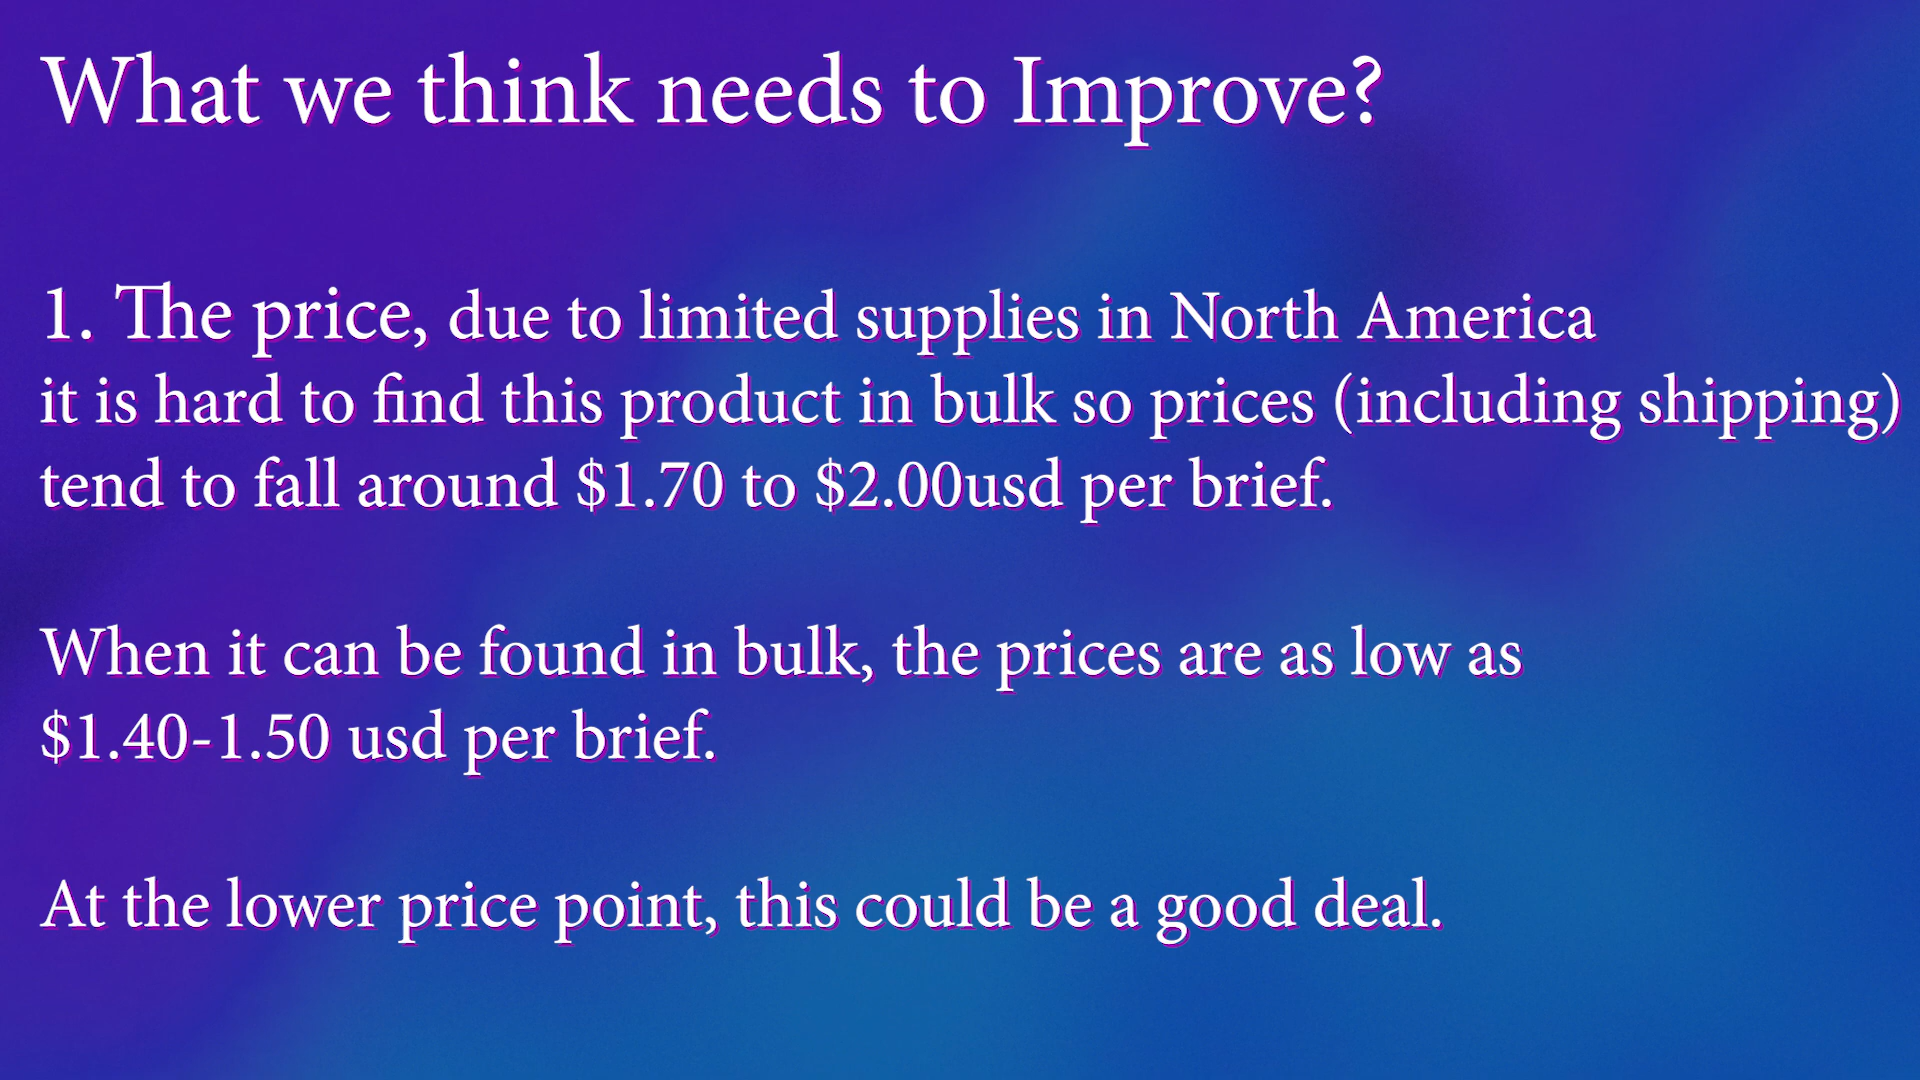 What we think needs to Improve?
1. The price, due to limited supplies in North America
it is hard to find this product in bulk so prices (including shipping)
tend to fall around $1.70 to $2.00usd per brief.
When it can be found in bulk, the prices are as low as
$1.40-1.50 usd per brief.
At the lower price point, this could be a good deal.